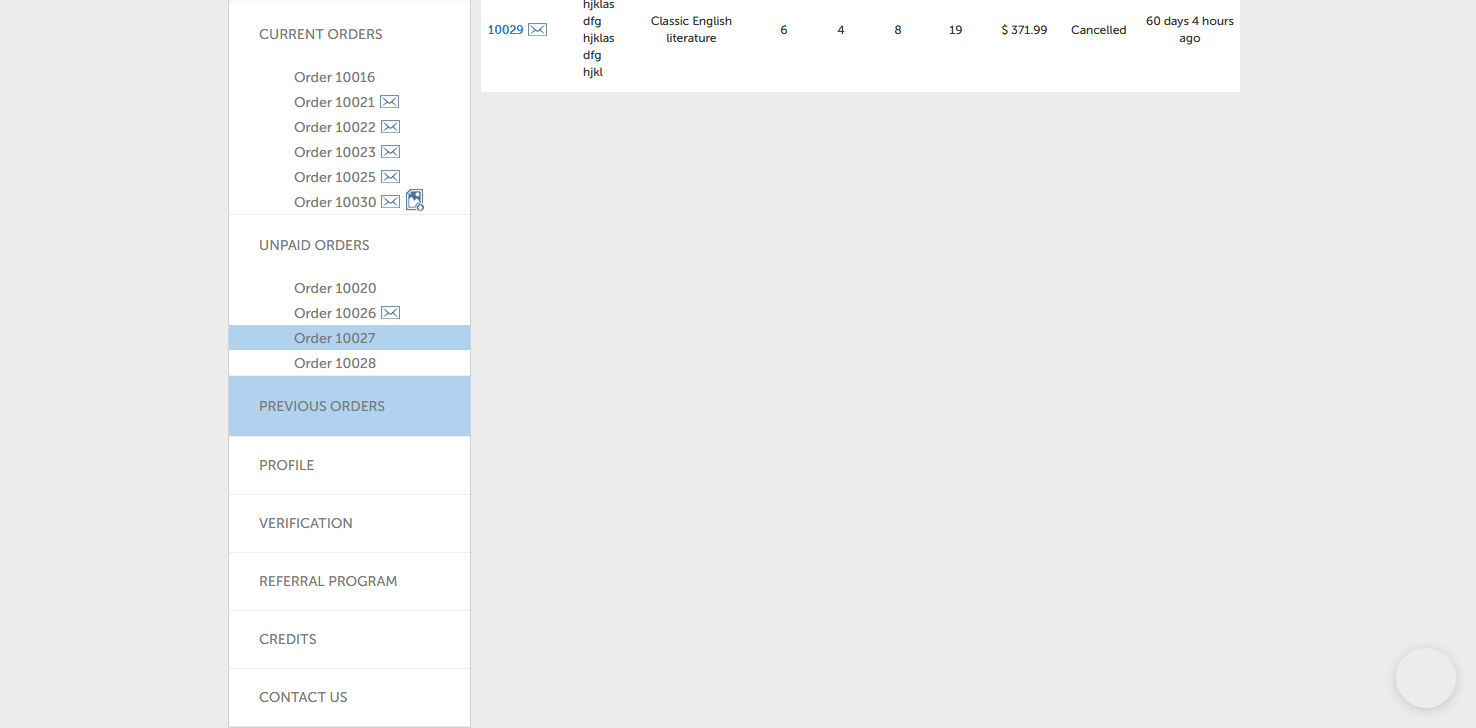 CURRENT ORDERS
Order 10016
Order 10021
Order 10022
Order 10023
Order 10025
Order 10030
UNPAID ORDERS
Order 10020
Order 10026
Order 10027
Order 10028
PREVIOUS ORDERS
PROFILE
VERIFICATION
REFERRAL PROGRAM
CREDITS
CONTACT US
10029
hjklas
dfg
hjklas
dfg
hjkl
Classic English
literature
6
4
8
19
$ 371.99
Cancelled
60 days 4 hours
ago